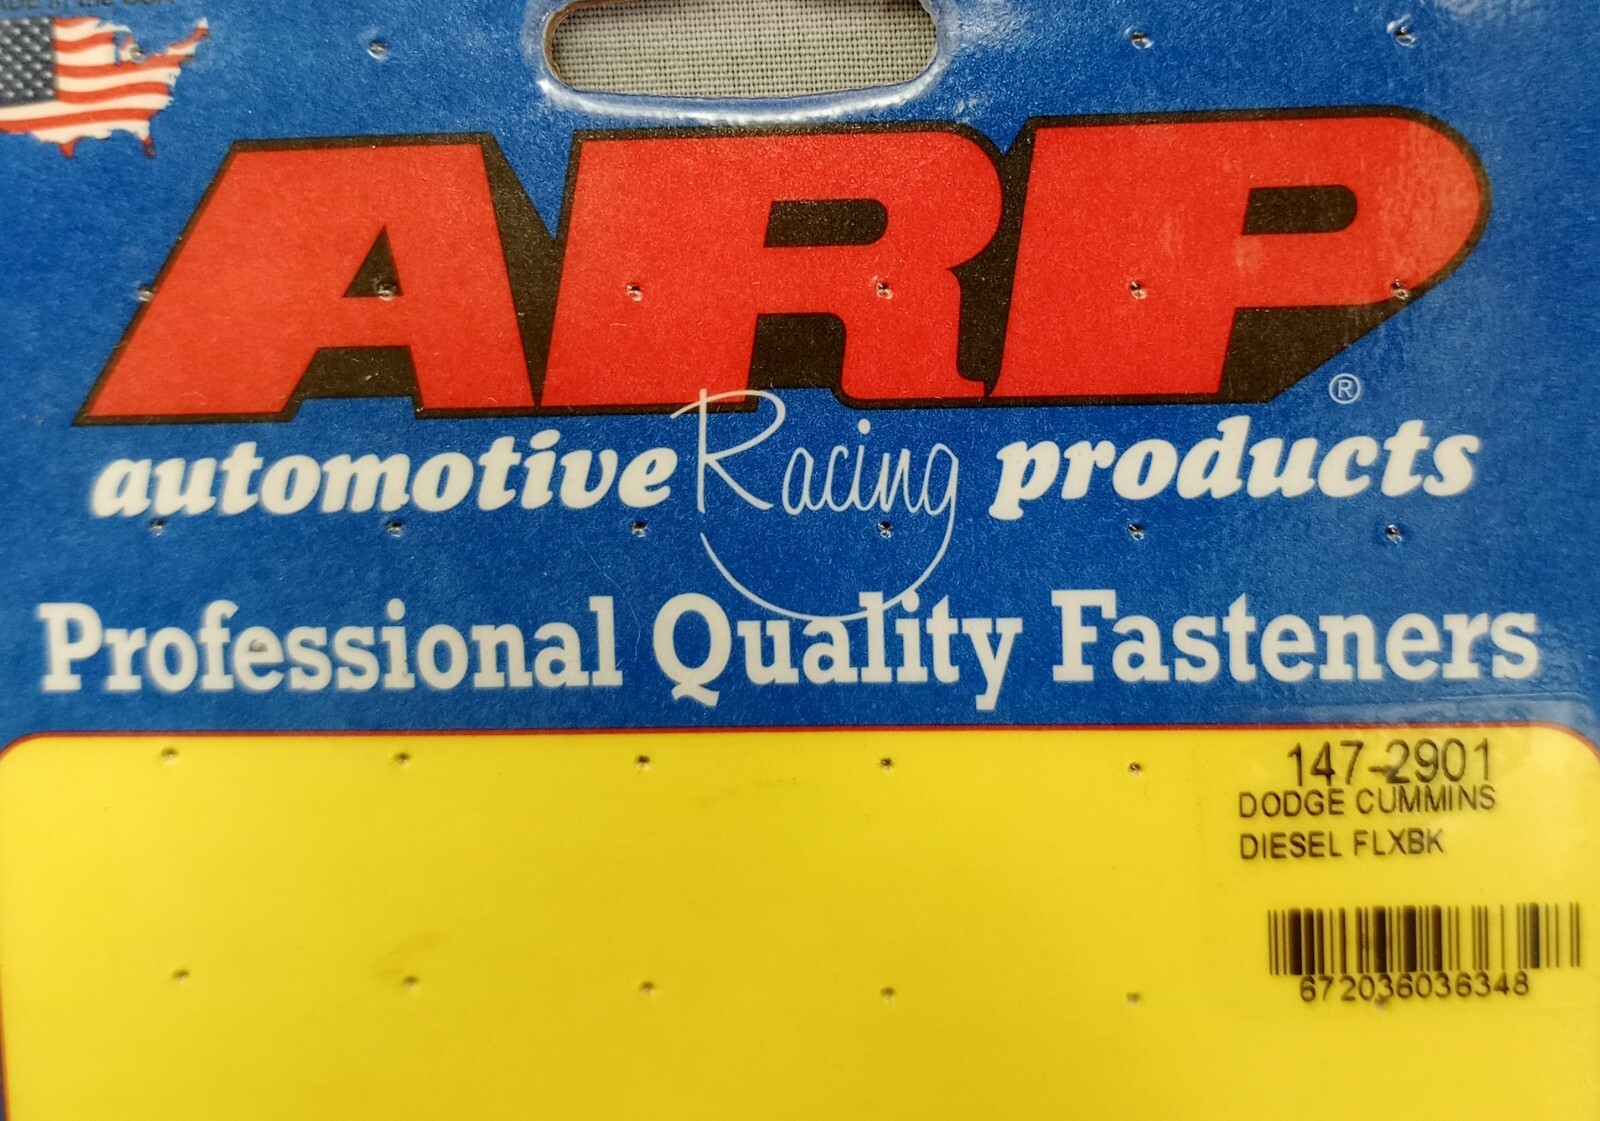 ARP®
automotive Racing products
Professional Quality Fasteners
147-2901
DODGE CUMMINS
DIESEL FLXBK
672036036348